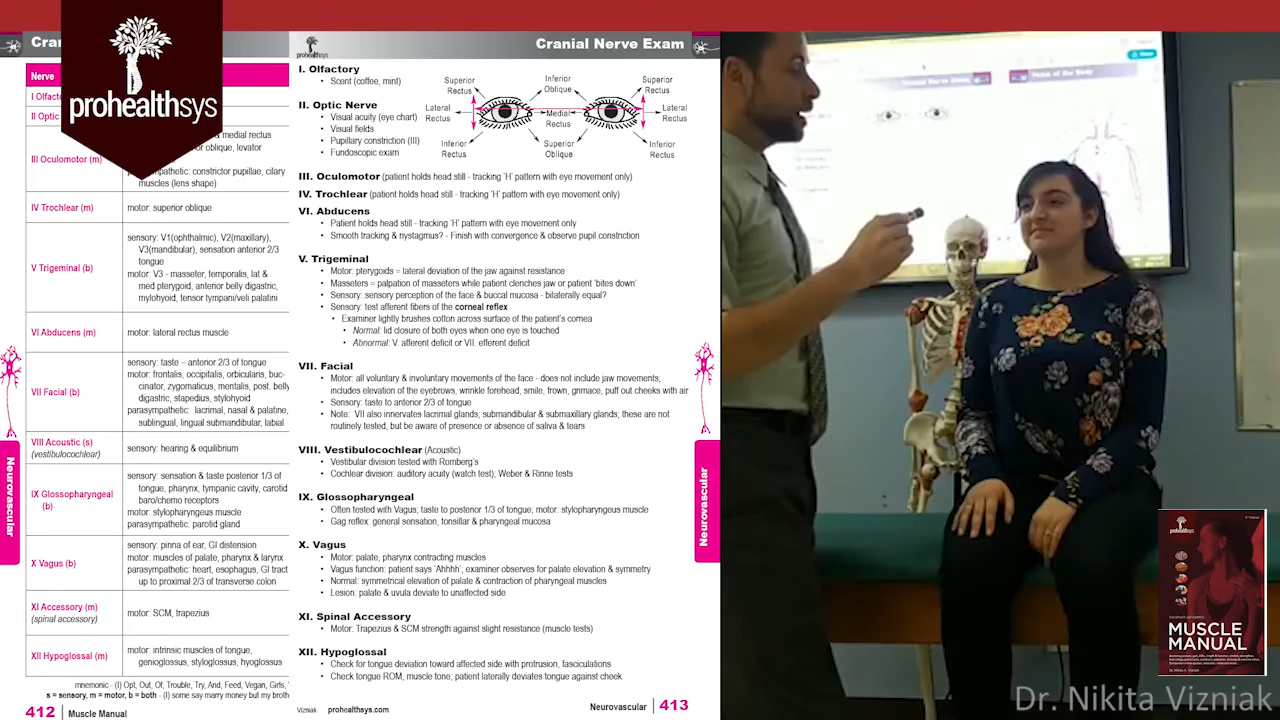 prohealthsys
Cra
Nerve
I Olfacto
II Optic
III Oculomotor (m)
& medial rectus
or oblique, levator
pathetic: constrictor pupillae, cilary
muscles (lens shape)
IV Trochlear (m)
motor: superior oblique
V Trigeminal (b)
sensory: V1(ophthalmic), V2(maxillary),
V3(mandibular), sensation anterior 2/3
tongue
motor: V3 - masseter, temporalis, lat &
med pterygoid, anterior belly digastric,
mylohyoid, tensor tympani/veli palatini
VI Abducens (m)
motor: lateral rectus muscle
VII Facial (b)
sensory: taste – anterior 2/3 of tongue
motor: frontalis, occipitalis, orbicularis, buc-
cinator, zygomaticus, mentalis, post. belly
digastric, stapedius, stylohyoid
parasympathetic: lacrimal, nasal & palatine,
sublingual, lingual submandibular, labial
VIII Acoustic (s)
(vestibulocochlear)
sensory: hearing & equilibrium
IX Glossopharyngeal
(b)
sensory: sensation & taste posterior 1/3 of
tongue, pharynx, tympanic cavity, carotid
baro/chemo receptors
motor: stylopharyngeus muscle
parasympathetic: parotid gland
X Vagus (b)
sensory: pinna of ear, GI distension
motor: muscles of palate, pharynx & larynx
parasympathetic: heart, esophagus, GI tract
up to proximal 2/3 of transverse colon
XI Accessory (m)
(spinal accessory)
motor: SCM, trapezius
XII Hypoglossal (m)
motor: intrinsic muscles of tongue,
genioglossus, styloglossus, hyoglossus
mnemonic - (I) Opt, Out, Of, Trouble, Try, And, Feed, Vegan, Girls,
s = sensory, m = motor, b = both - (I) some say marry money but my broth
412 | Muscle Manual
Neurovascular
prohealthsys
Cranial Nerve Exam
I. Olfactory
• Scent (coffee, mint)
II. Optic Nerve
• Visual acuity (eye chart)
• Visual fields
• Pupillary constriction (III)
• Fundoscopic exam
Superior Rectus
Inferior Oblique
Superior Rectus
Lateral Rectus
Medial Rectus
Lateral Rectus
Inferior Rectus
Superior Oblique
Inferior Rectus
III. Oculomotor (patient holds head still - tracking 'H' pattern with eye movement only)
IV. Trochlear (patient holds head still - tracking 'H' pattern with eye movement only)
VI. Abducens
• Patient holds head still - tracking 'H' pattern with eye movement only
• Smooth tracking & nystagmus? - Finish with convergence & observe pupil constriction
V. Trigeminal
• Motor: pterygoids = lateral deviation of the jaw against resistance
• Masseters = palpation of masseters while patient clenches jaw or patient 'bites down'
• Sensory: sensory perception of the face & buccal mucosa - bilaterally equal?
• Sensory: test afferent fibers of the corneal reflex
• Examiner lightly brushes cotton across surface of the patient's cornea
• Normal: lid closure of both eyes when one eye is touched
• Abnormal: V. afferent deficit or VII. efferent deficit
VII. Facial
• Motor: all voluntary & involuntary movements of the face - does not include jaw movements;
includes elevation of the eyebrows, wrinkle forehead, smile, frown, grimace, puff out cheeks with air
• Sensory: taste to anterior 2/3 of tongue
• Note: VII also innervates lacrimal glands, submandibular & submaxillary glands; these are not
routinely tested, but be aware of presence or absence of saliva & tears
VIII. Vestibulocochlear (Acoustic)
• Vestibular division tested with Romberg's
• Cochlear division: auditory acuity (watch test); Weber & Rinne tests
IX. Glossopharyngeal
• Often tested with Vagus; taste to posterior 1/3 of tongue; motor: stylopharyngeus muscle
• Gag reflex: general sensation, tonsillar & pharyngeal mucosa
X. Vagus
• Motor: palate, pharynx contracting muscles
• Vagus function: patient says 'Ahhhh'; examiner observes for palate elevation & symmetry
• Normal: symmetrical elevation of palate & contraction of pharyngeal muscles
• Lesion: palate & uvula deviate to unaffected side
XI. Spinal Accessory
• Motor: Trapezius & SCM strength against slight resistance (muscle tests)
XII. Hypoglossal
• Check for tongue deviation toward affected side with protrusion, fasciculations
• Check tongue ROM, muscle tone; patient laterally deviates tongue against cheek
Vizniak prohealthsys.com
Neurovascular | 413
Neurovascular
MUSCLE
MANUAL
Dr. Nikita Vizniak